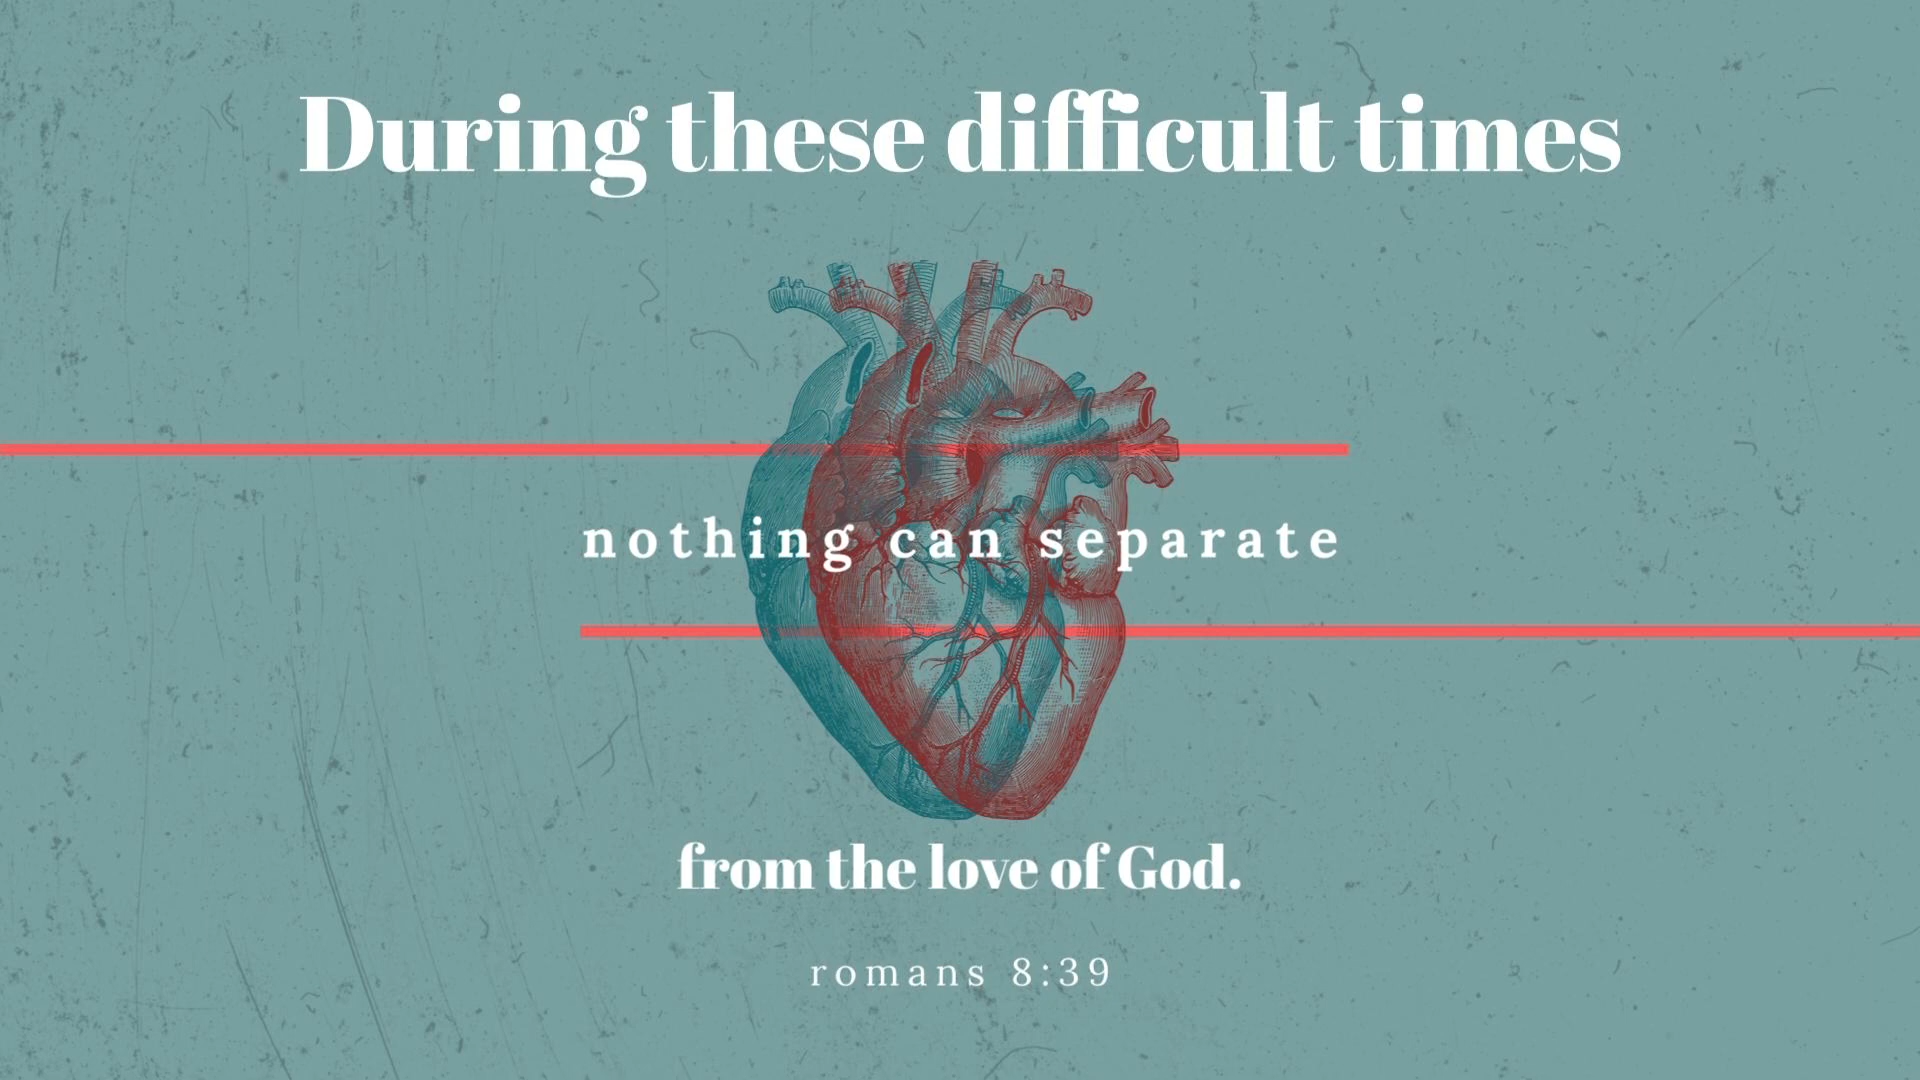 During these difficult times
nothing can separate
from the love of God.
romans 8:39